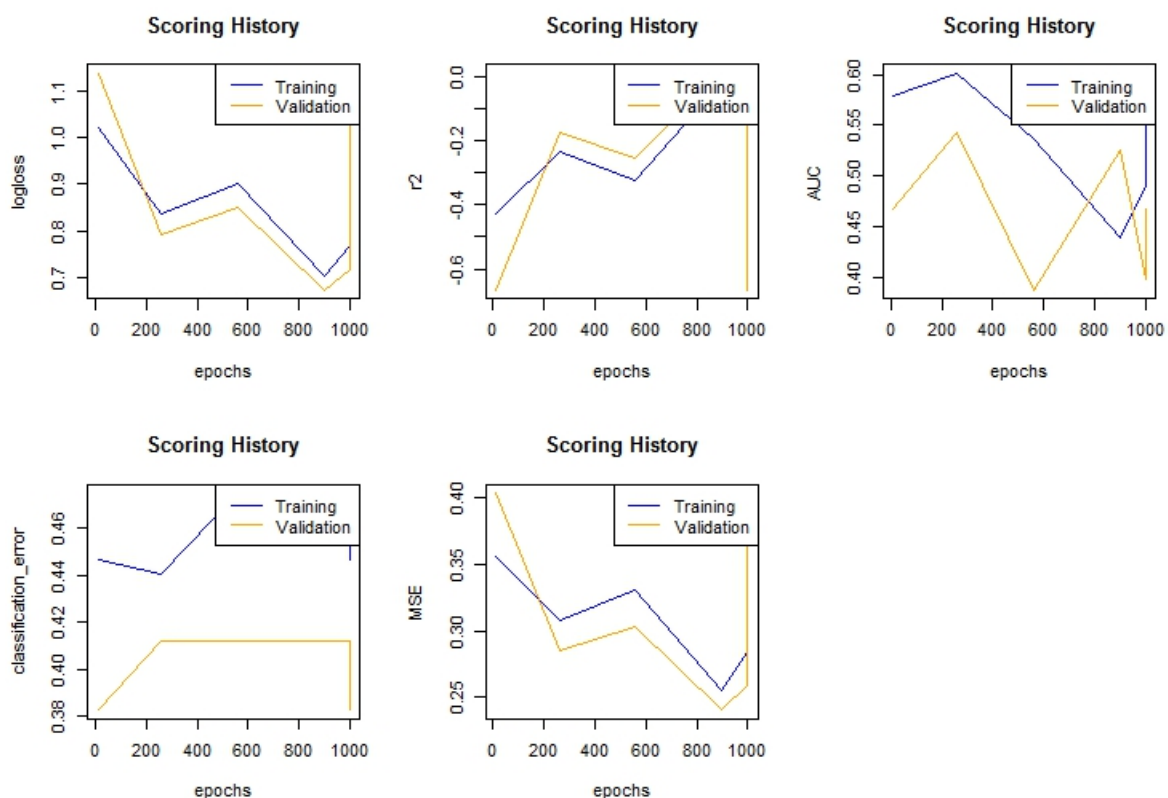 Scoring History
Training
Validation
logloss
1.1
1.0
0.9
0.8
0.7
0 200 400 600 800 1000
epochs
Scoring History
Training
Validation
r2
0.0
-0.2
-0.4
-0.6
0 200 400 600 800 1000
epochs
Scoring History
Training
Validation
AUC
0.60
0.55
0.50
0.45
0.40
0 200 400 600 800 1000
epochs
Scoring History
Training
Validation
classification_error
0.46
0.44
0.42
0.40
0.38
0 200 400 600 800 1000
epochs
Scoring History
Training
Validation
MSE
0.40
0.35
0.30
0.25
0 200 400 600 800 1000
epochs